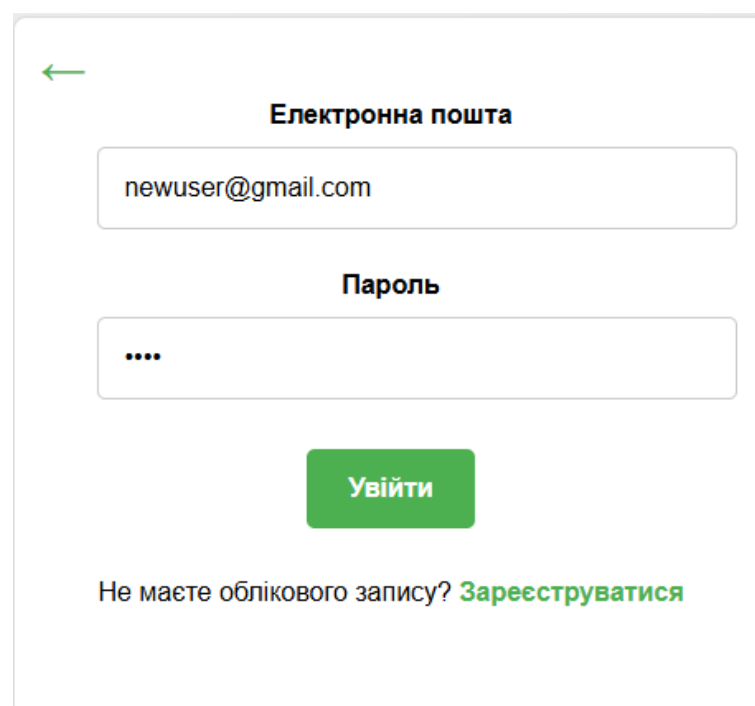 ←
Електронна пошта
newuser@gmail.com
Пароль
••••
Увійти
Не маєте облікового запису? Зареєструватися